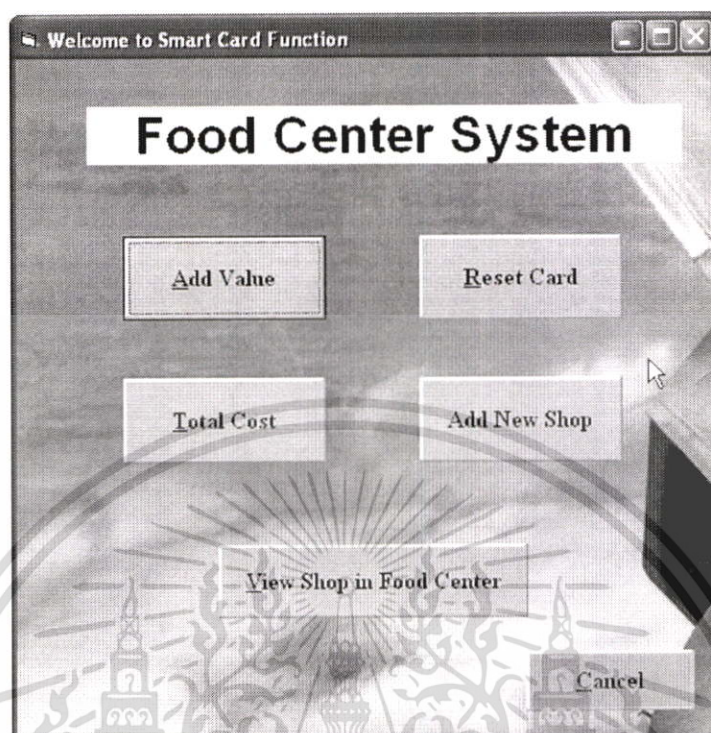 Welcome to Smart Card Function
Food Center System
Add Value
Reset Card
Total Cost
Add New Shop
View Shop in Food Center
Cancel